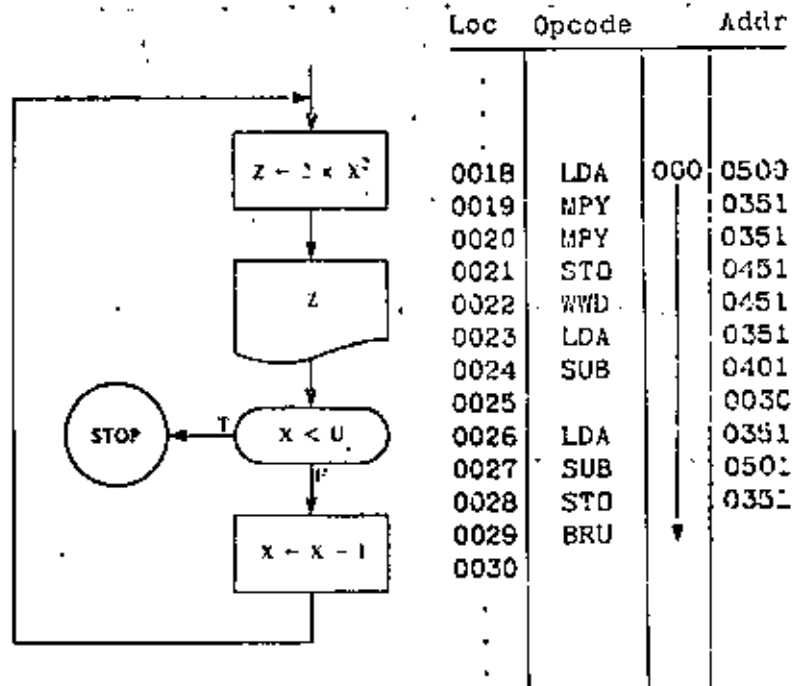 Loc Opcode Addr
0018 LDA 000 0500
0019 MPY 0351
0020 MPY 0351
0021 STO 0451
0022 WWD 0451
0023 LDA 0351
0024 SUB 0401
0025 0030
0026 LDA 0351
0027 SUB 0501
0028 STO 0351
0029 BRU
0030
Z ← 2 × X²
Z
X < U
T
STOP
F
X ← X - 1